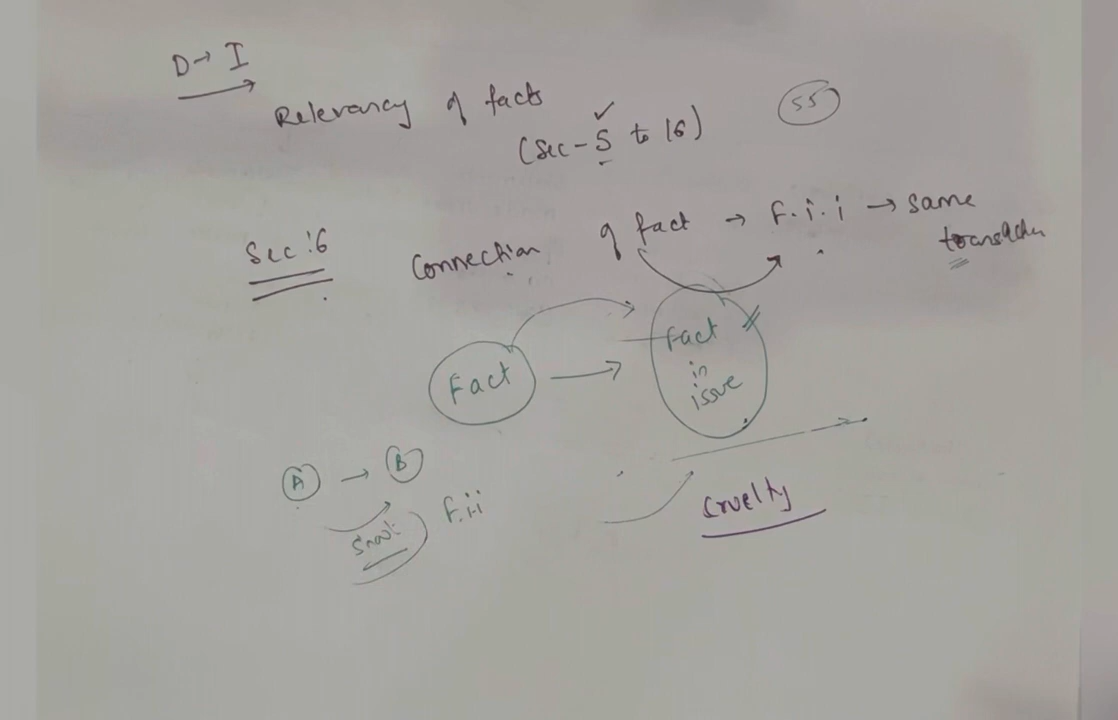 D → I
Relevancy of facts
(Sec - 5 to 16)
55
Sec : 6
Connection of fact → F.i.i → same
Fact
Fact
in
issue
A → B
F.i.i
Cruelty